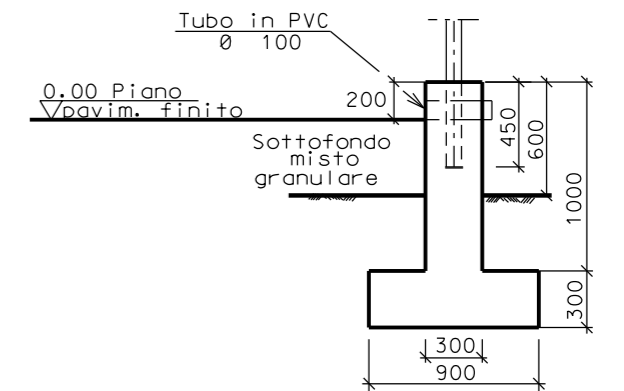 Tubo in PVC
Ø 100
0.00 Piano
pavim. finito
200
Sottofondo
misto
granulare
450
600
1000
300
300
900